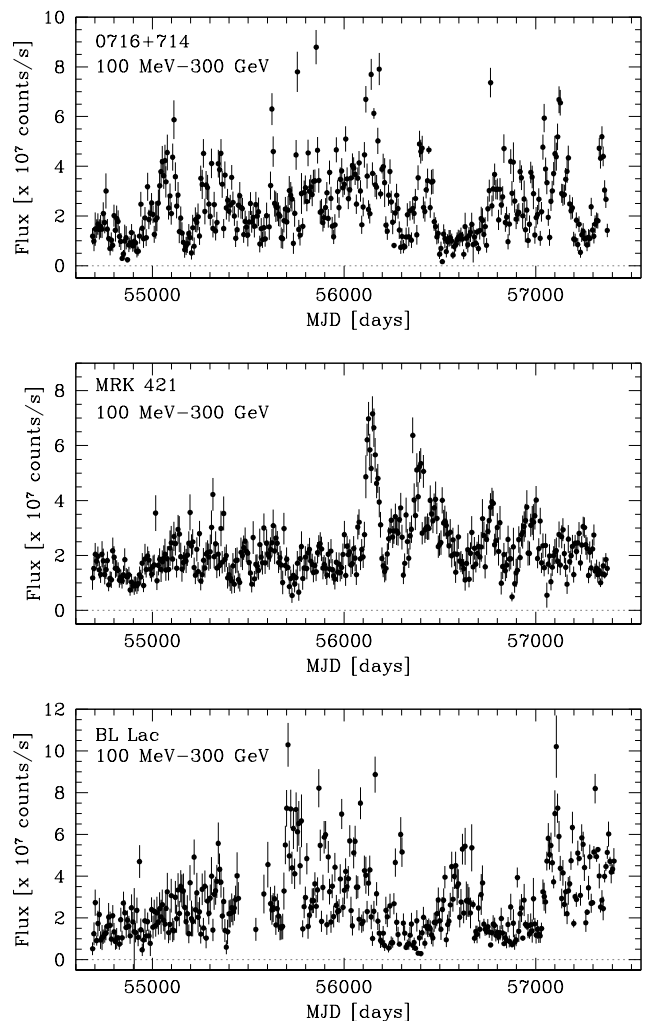 10
0716+714
100 MeV−300 GeV
8
6
4
2
0
Flux [x 10⁷ counts/s]
55000 56000 57000
MJD [days]
MRK 421
100 MeV−300 GeV
8
6
4
2
0
Flux [x 10⁷ counts/s]
55000 56000 57000
MJD [days]
12
BL Lac
100 MeV−300 GeV
10
8
6
4
2
0
Flux [x 10⁷ counts/s]
55000 56000 57000
MJD [days]